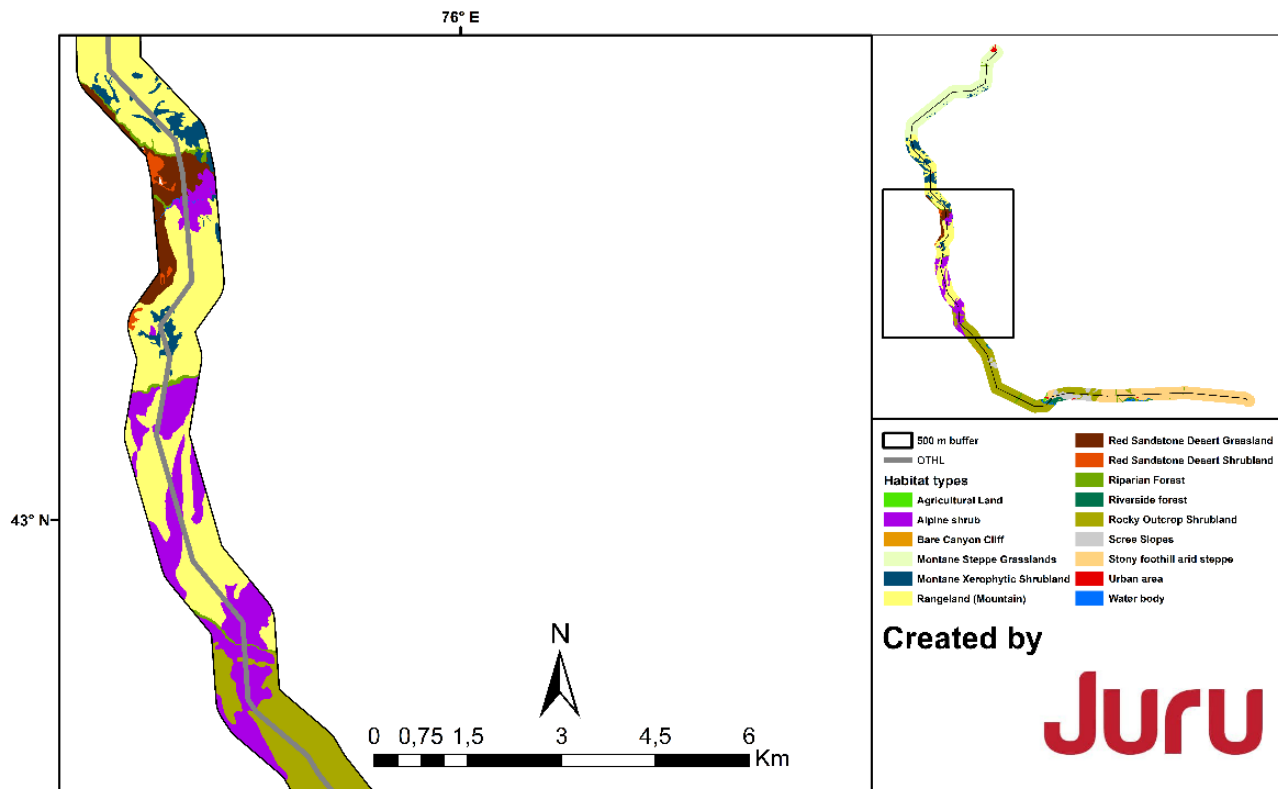 76° E
43° N
N
0 0,75 1,5 3 4,5 6
Km
500 m buffer
OTHL
Habitat types
Agricultural Land
Alpine shrub
Bare Canyon Cliff
Montane Steppe Grasslands
Montane Xerophytic Shrubland
Rangeland (Mountain)
Red Sandstone Desert Grassland
Red Sandstone Desert Shrubland
Riparian Forest
Riverside forest
Rocky Outcrop Shrubland
Scree Slopes
Stony foothill arid steppe
Urban area
Water body
Created by
Juru